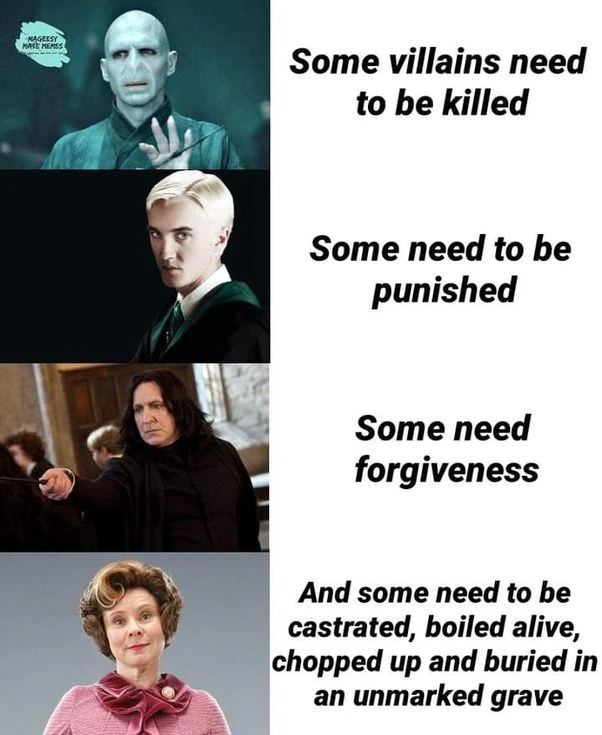 MAGEESY
MATE MEMES
Some villains need
to be killed
Some need to be
punished
Some need
forgiveness
And some need to be
castrated, boiled alive,
chopped up and buried in
an unmarked grave